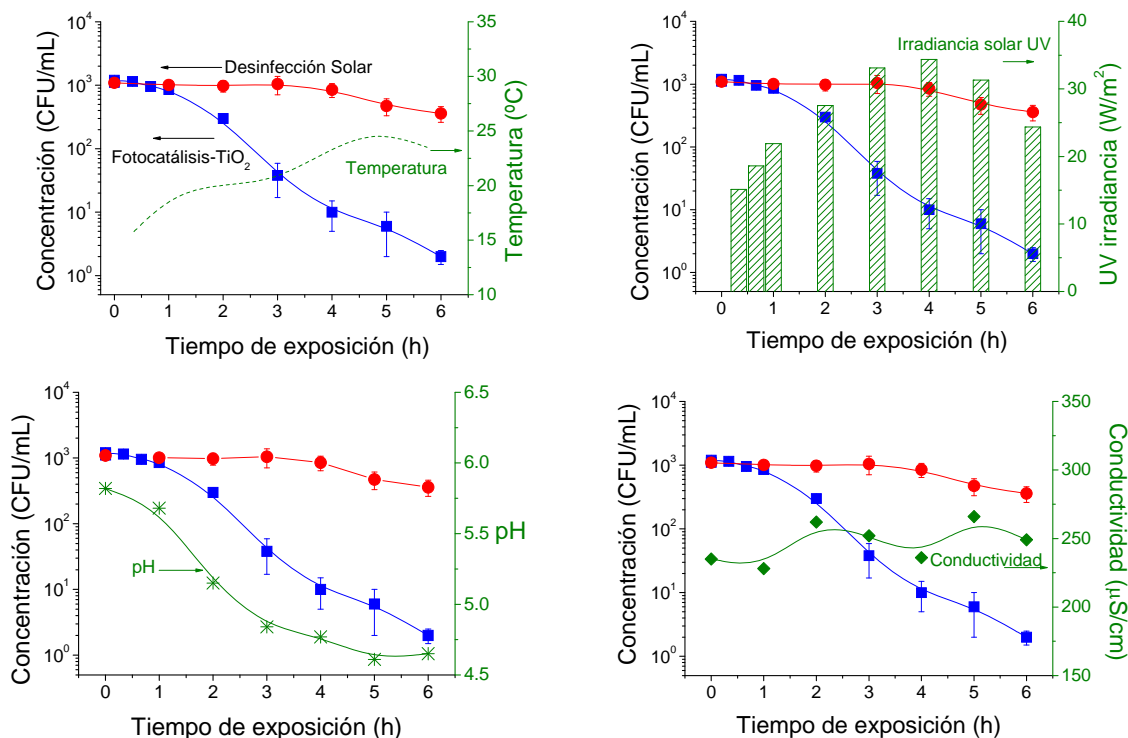 Concentración (CFU/mL)
10⁴
10³
10²
10¹
10⁰
Desinfección Solar
Fotocatálisis-TiO₂
Temperatura
0 1 2 3 4 5 6
Tiempo de exposición (h)
35
30
25
20
15
10
Temperatura (ºC)
Concentración (CFU/mL)
10⁴
10³
10²
10¹
10⁰
Irradiancia solar UV
0 1 2 3 4 5 6
Tiempo de exposición (h)
40
35
30
25
20
15
10
5
0
UV irradiancia (W/m²)
Concentración (CFU/mL)
10⁴
10³
10²
10¹
10⁰
pH
0 1 2 3 4 5 6
Tiempo de exposición (h)
6.5
6.0
5.5
5.0
4.5
pH
Concentración (CFU/mL)
10⁴
10³
10²
10¹
10⁰
Conductividad
0 1 2 3 4 5 6
Tiempo de exposición (h)
350
300
250
200
150
Conductividad (μS/cm)